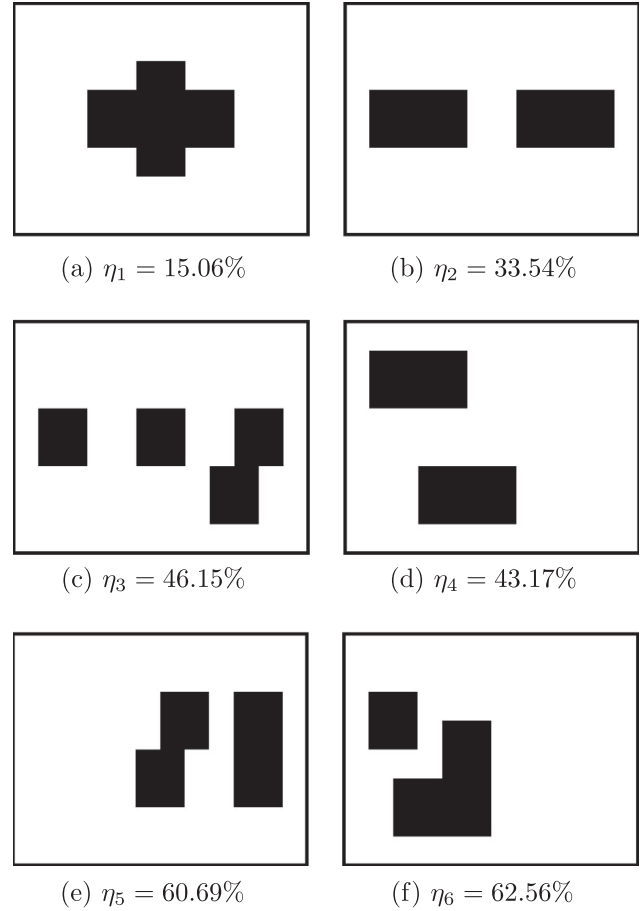 (a) η₁ = 15.06%
(b) η₂ = 33.54%
(c) η₃ = 46.15%
(d) η₄ = 43.17%
(e) η₅ = 60.69%
(f) η₆ = 62.56%